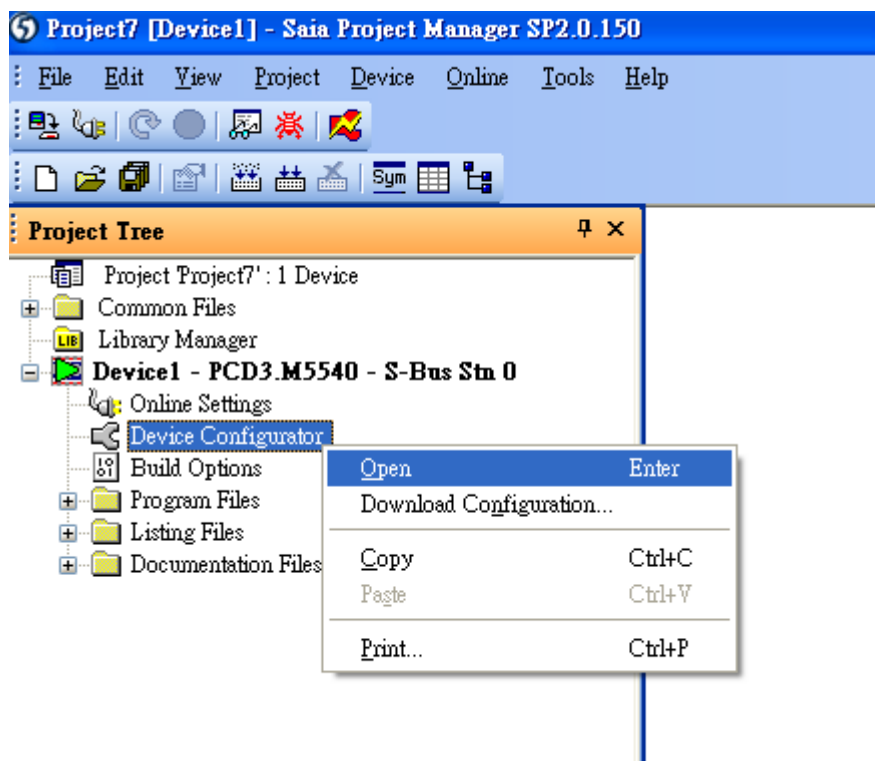 Project7 [Device1] - Saia Project Manager SP2.0.150
File Edit View Project Device Online Tools Help
Sym
Project Tree
Project 'Project7' : 1 Device
Common Files
LIB Library Manager
Device1 - PCD3.M5540 - S-Bus Stn 0
Online Settings
Device Configurator
Build Options
Program Files
Listing Files
Documentation Files
Open Enter
Download Configuration...
Copy Ctrl+C
Paste Ctrl+V
Print... Ctrl+P